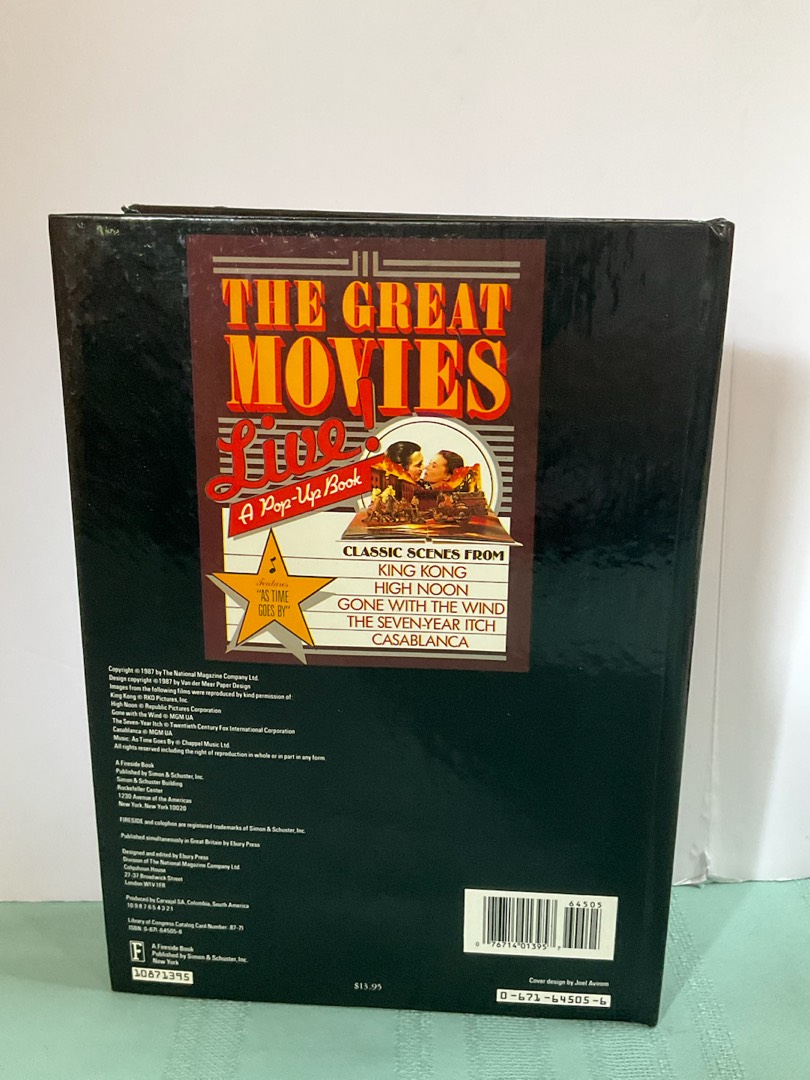 THE GREAT
MOVIES
Live!
A Pop-Up Book
CLASSIC SCENES FROM
KING KONG
HIGH NOON
GONE WITH THE WIND
THE SEVEN-YEAR ITCH
CASABLANCA
Features
"AS TIME
GOES BY"
Copyright © 1987 by The National Magazine Company Ltd.
Design copyright © 1987 by Van der Meer Paper Design
Images from the following films were reproduced by kind permission of:
King Kong © RKO Pictures, Inc.
High Noon © Republic Pictures Corporation
Gone with the Wind © MGM UA
The Seven-Year Itch © Twentieth Century Fox International Corporation
Casablanca © MGM UA
Music: As Time Goes By © Chappel Music Ltd.
All rights reserved including the right of reproduction in whole or in part in any form
A Fireside Book
Published by Simon & Schuster, Inc.
Simon & Schuster Building
Rockefeller Center
1230 Avenue of the Americas
New York, New York 10020
FIRESIDE and colophon are registered trademarks of Simon & Schuster, Inc.
Published simultaneously in Great Britain by Ebury Press
Designed and edited by Ebury Press
Division of The National Magazine Company Ltd.
Colquhoun House
27-37 Broadwick Street
London W1V 1FR
Produced by Carvajal SA, Colombia, South America
10 9 8 7 6 5 4 3 2 1
Library of Congress Catalog Card Number: 87-71
ISBN: 0-671-64505-6
F
A Fireside Book
Published by Simon & Schuster, Inc.
New York
10871395
$13.95
64505
0 76714 01395 7
Cover design by Joel Avirom
0-671-64505-6